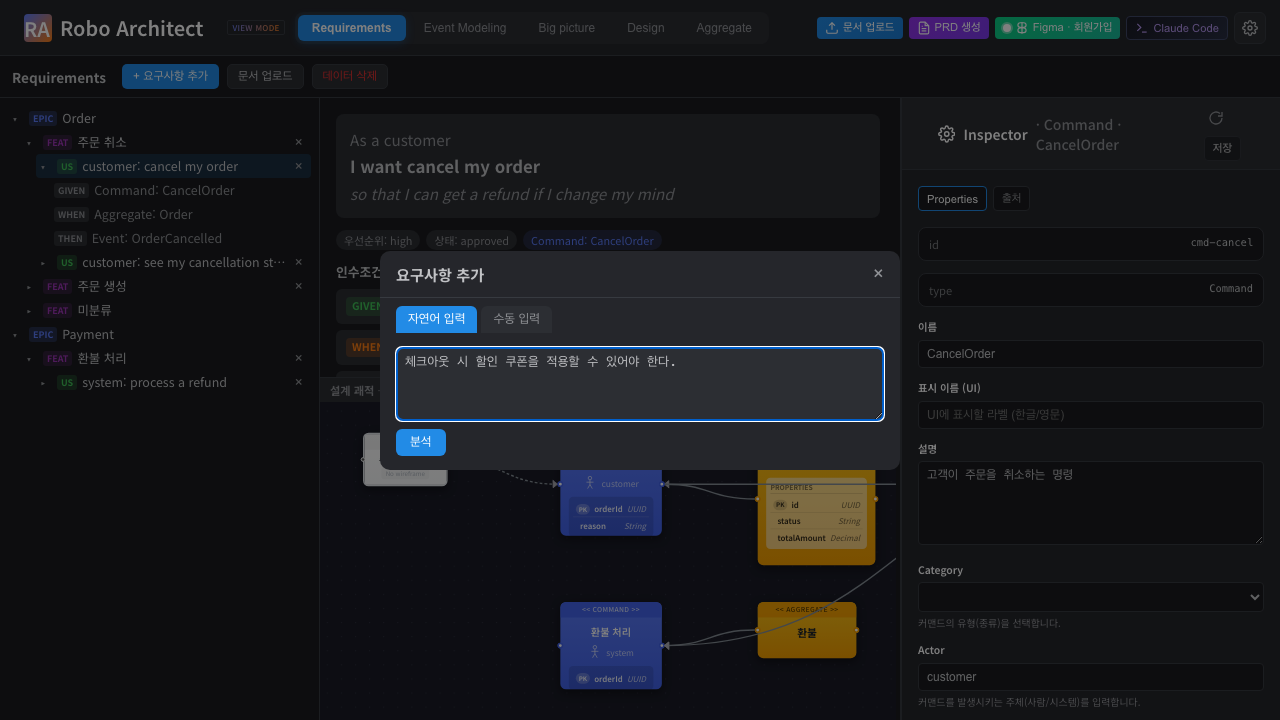 RA Robo Architect
VIEW MODE
Requirements
Event Modeling
Big picture
Design
Aggregate
문서 업로드
PRD 생성
Figma · 회원가입
Claude Code
Requirements
+ 요구사항 추가
문서 업로드
데이터 삭제
EPIC Order
FEAT 주문 취소 ×
US customer: cancel my order ×
GIVEN Command: CancelOrder
WHEN Aggregate: Order
THEN Event: OrderCancelled
US customer: see my cancellation st… ×
FEAT 주문 생성 ×
FEAT 미분류
EPIC Payment
FEAT 환불 처리 ×
US system: process a refund ×
As a customer
I want cancel my order
so that I can get a refund if I change my mind
우선순위: high
상태: approved
Command: CancelOrder
인수조건
GIVEN
WHEN
설계 궤적
요구사항 추가 ×
자연어 입력
수동 입력
체크아웃 시 할인 쿠폰을 적용할 수 있어야 한다.
분석
No wireframe
customer
PK orderId UUID
reason String
PROPERTIES
PK id UUID
status String
totalAmount Decimal
<< COMMAND >>
환불 처리
system
PK orderId UUID
<< AGGREGATE >>
환불
Inspector
· Command ·
CancelOrder
저장
Properties
출처
id cmd-cancel
type Command
이름
CancelOrder
표시 이름 (UI)
UI에 표시할 라벨 (한글/영문)
설명
고객이 주문을 취소하는 명령
Category
커맨드의 유형(종류)을 선택합니다.
Actor
customer
커맨드를 발생시키는 주체(사람/시스템)를 입력합니다.